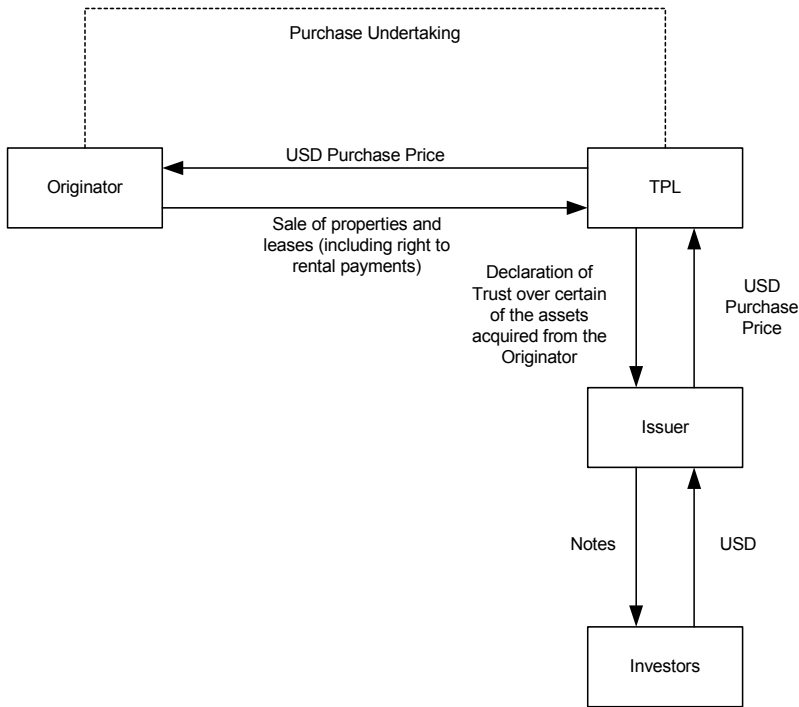 Purchase Undertaking
USD Purchase Price
Originator
TPL
Sale of properties and
leases (including right to
rental payments)
Declaration of
Trust over certain
of the assets
acquired from the
Originator
USD
Purchase
Price
Issuer
Notes
USD
Investors